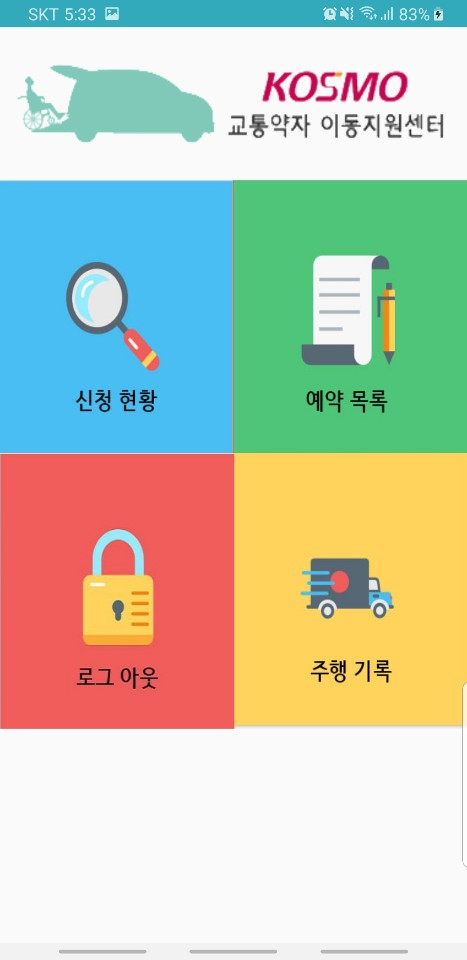 SKT 5:33 83%
KOSMO
교통약자 이동지원센터
신청 현황
예약 목록
로그 아웃
주행 기록